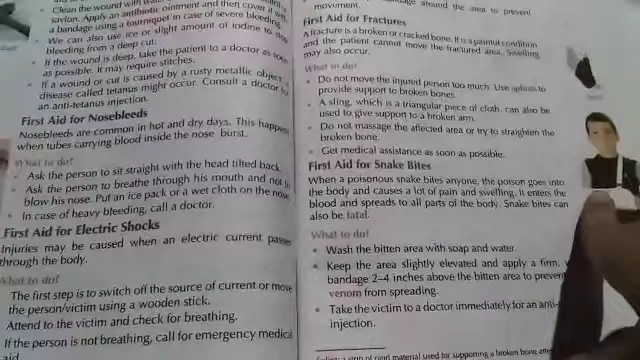 Clean the wound with
savlon. Apply an antibiotic ointment and then cover it
a bandage using a tourniquet in case of severe bleeding.
We can also use ice or slight amount of iodine to
bleeding from a deep cut.
If the wound is deep, take the patient to a doctor as soon
as possible. It may require stitches.
If a wound or cut is caused by a rusty metallic object
disease called tetanus might occur. Consult a doctor
an anti-tetanus injection.
First Aid for Nosebleeds
Nosebleeds are common in hot and dry days. This happens
when tubes carrying blood inside the nose burst.
What to do?
Ask the person to sit straight with the head tilted back.
Ask the person to breathe through his mouth and not
blow his nose. Put an ice pack or a wet cloth on the nose
In case of heavy bleeding, call a doctor.
First Aid for Electric Shocks
Injuries may be caused when an electric current passes
through the body.
What to do?
The first step is to switch off the source of current or move
the person/victim using a wooden stick.
Attend to the victim and check for breathing.
If the person is not breathing, call for emergency medical
aid
around the area to prevent
movement.
First Aid for Fractures
A fracture is a broken or cracked bone. It is a painful condition
and the patient cannot move the fractured area. Swelling
may also occur.
What to do?
Do not move the injured person too much. Use splints to
provide support to broken bones.
A sling, which is a triangular piece of cloth, can also be
used to give support to a broken arm.
Do not massage the affected area or try to straighten the
broken bone.
Get medical assistance as soon as possible.
First Aid for Snake Bites
When a poisonous snake bites anyone, the poison goes into
the body and causes a lot of pain and swelling. It enters the
blood and spreads to all parts of the body. Snake bites can
also be fatal.
What to do?
Wash the bitten area with soap and water.
Keep the area slightly elevated and apply a firm,
bandage 2–4 inches above the bitten area to prevent
venom from spreading.
Take the victim to a doctor immediately for an anti-
injection.
a strip of rigid material used for supporting a broken bone